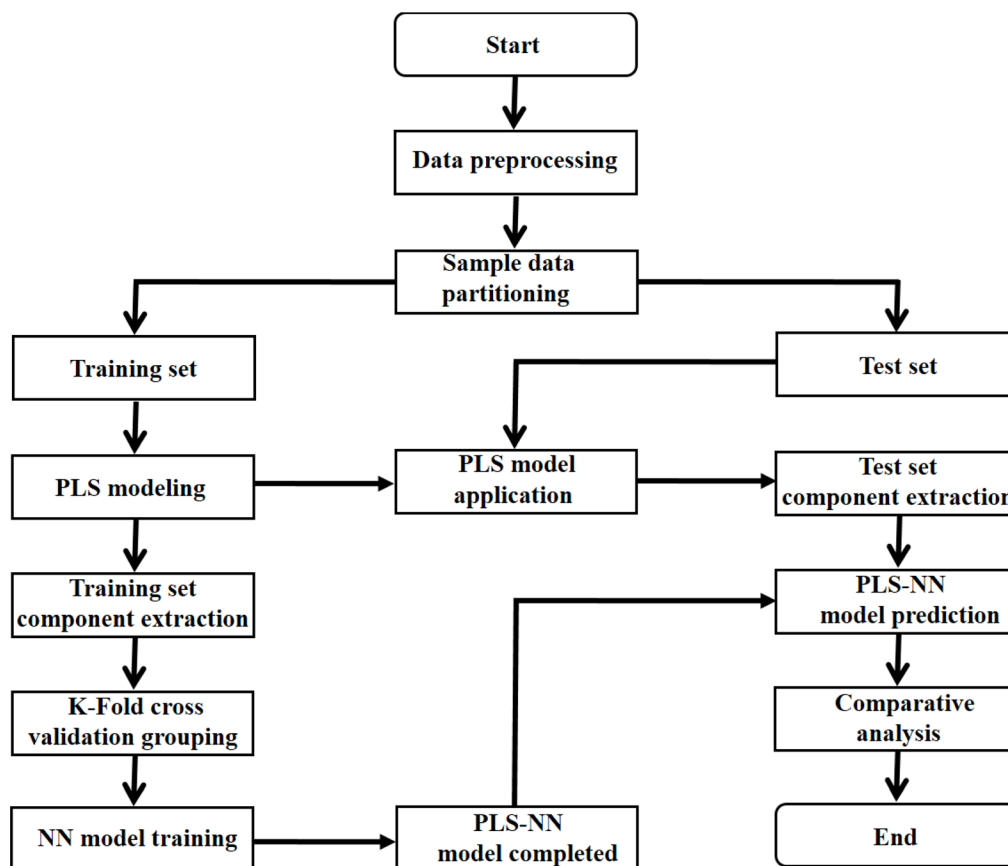 Start
Data preprocessing
Sample data
partitioning
Training set
Test set
PLS modeling
PLS model
application
Test set
component extraction
Training set
component extraction
PLS-NN
model prediction
K-Fold cross
validation grouping
Comparative
analysis
NN model training
PLS-NN
model completed
End